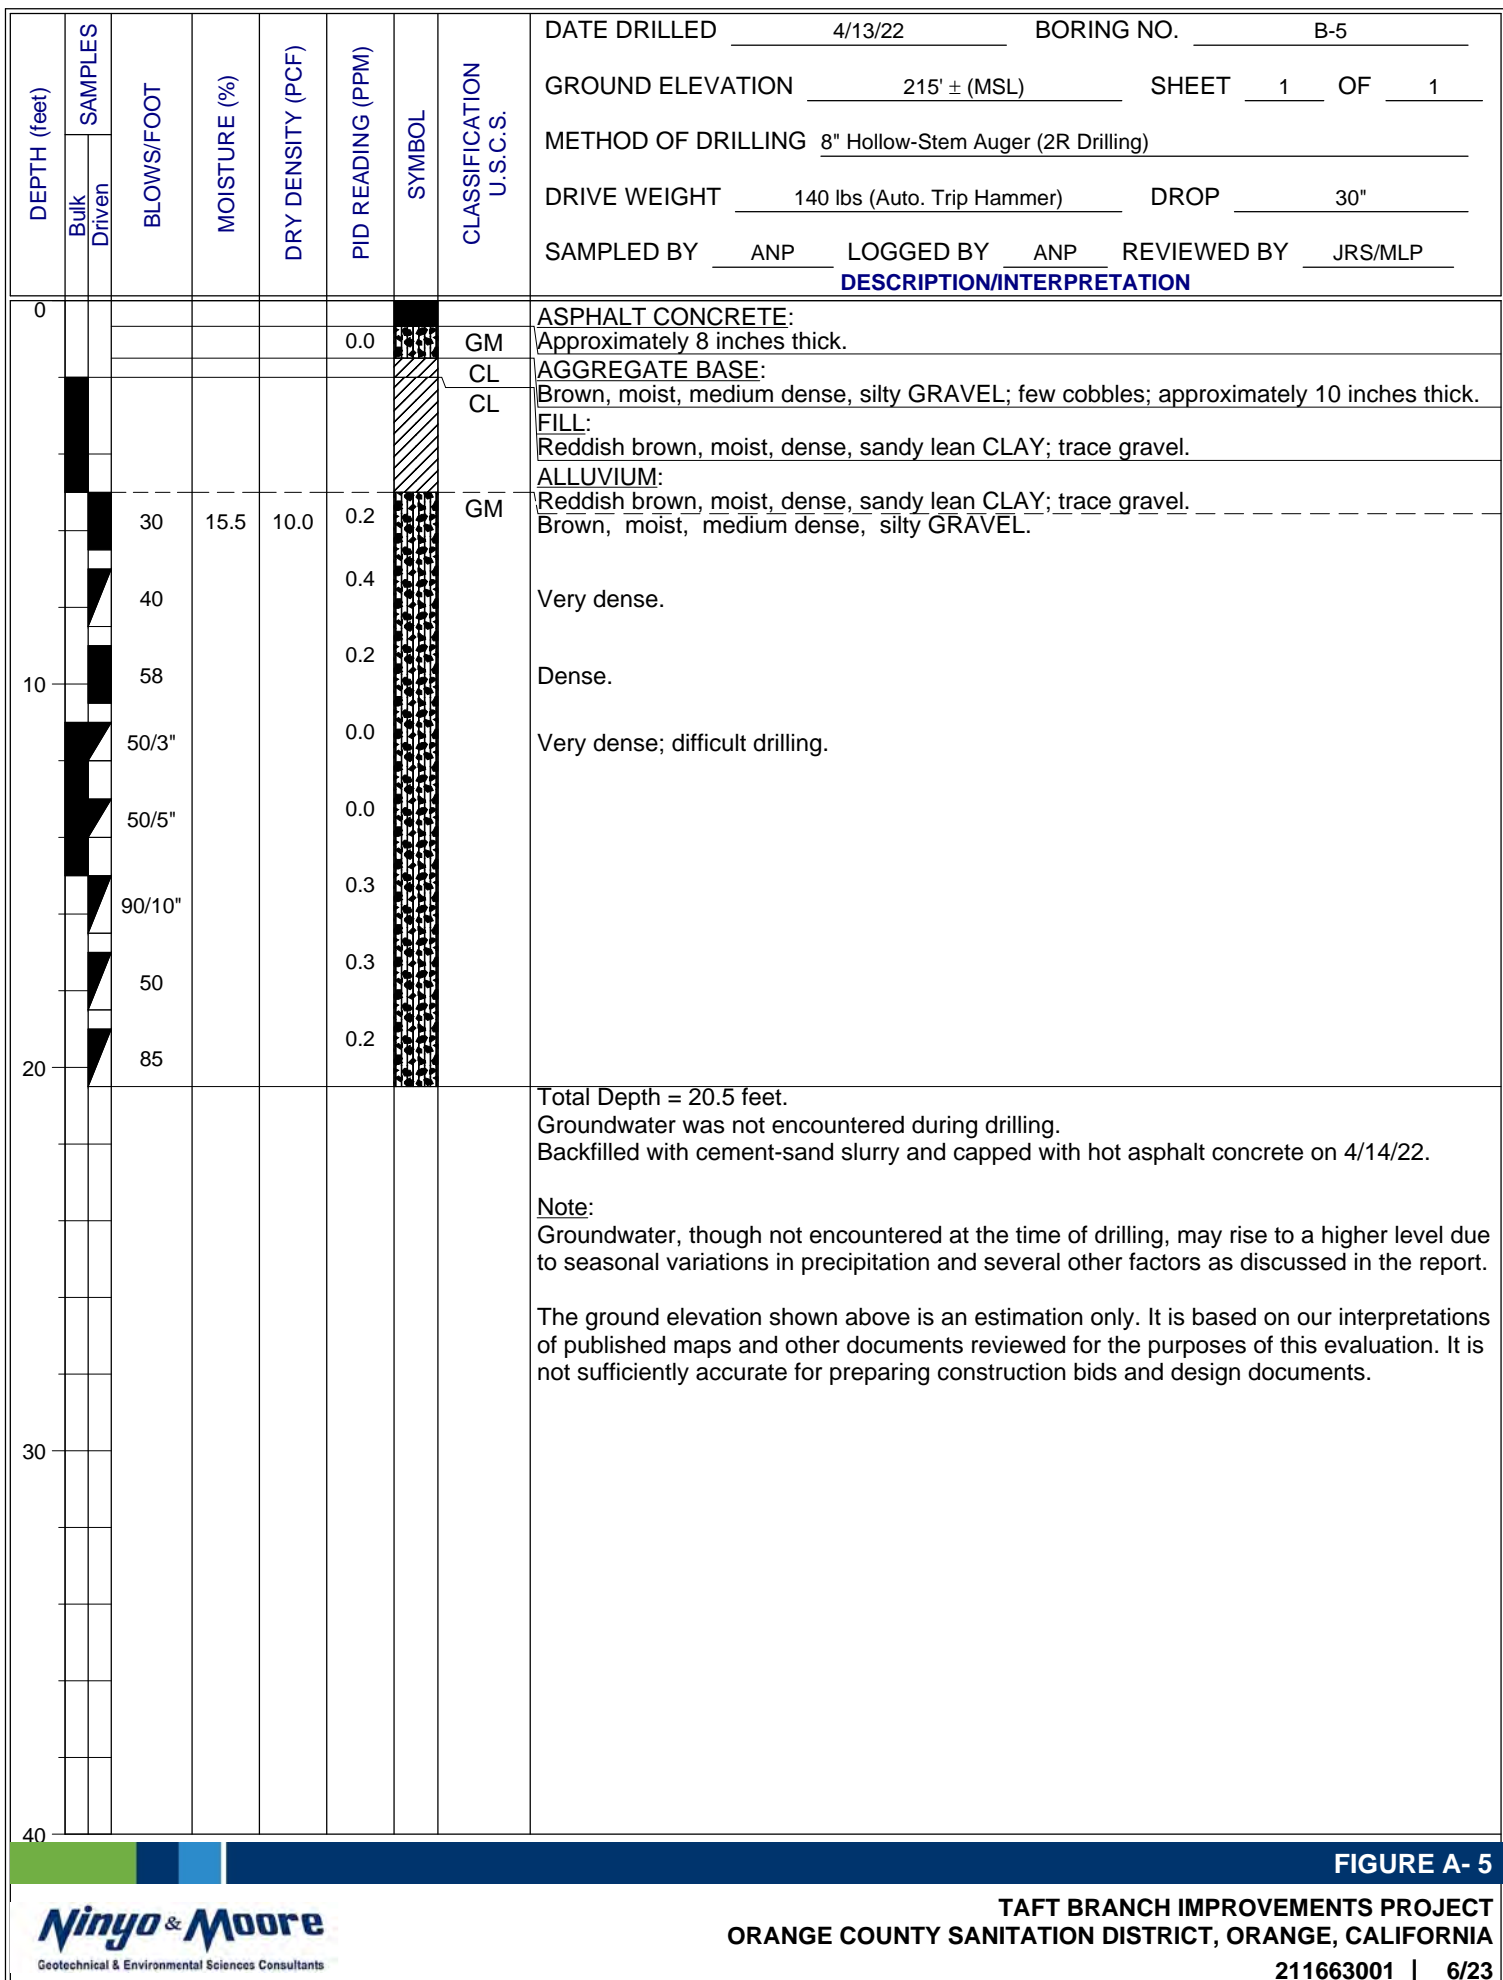 DEPTH (feet)
SAMPLES
Bulk
Driven
BLOWS/FOOT
MOISTURE (%)
DRY DENSITY (PCF)
PID READING (PPM)
SYMBOL
CLASSIFICATION
U.S.C.S.
DATE DRILLED 4/13/22 BORING NO. B-5
GROUND ELEVATION 215' ± (MSL) SHEET 1 OF 1
METHOD OF DRILLING 8" Hollow-Stem Auger (2R Drilling)
DRIVE WEIGHT 140 lbs (Auto. Trip Hammer) DROP 30"
SAMPLED BY ANP LOGGED BY ANP REVIEWED BY JRS/MLP
DESCRIPTION/INTERPRETATION
0 ASPHALT CONCRETE:
0.0 GM Approximately 8 inches thick.
CL AGGREGATE BASE:
CL Brown, moist, medium dense, silty GRAVEL; few cobbles; approximately 10 inches thick.
FILL:
Reddish brown, moist, dense, sandy lean CLAY; trace gravel.
ALLUVIUM:
GM Reddish brown, moist, dense, sandy lean CLAY; trace gravel.
30 15.5 10.0 0.2 Brown, moist, medium dense, silty GRAVEL.
0.4
40 Very dense.
0.2
10 58 Dense.
0.0
50/3" Very dense; difficult drilling.
0.0
50/5"
0.3
90/10"
0.3
50
0.2
20 85
Total Depth = 20.5 feet.
Groundwater was not encountered during drilling.
Backfilled with cement-sand slurry and capped with hot asphalt concrete on 4/14/22.
Note:
Groundwater, though not encountered at the time of drilling, may rise to a higher level due
to seasonal variations in precipitation and several other factors as discussed in the report.
The ground elevation shown above is an estimation only. It is based on our interpretations
of published maps and other documents reviewed for the purposes of this evaluation. It is
not sufficiently accurate for preparing construction bids and design documents.
30
40
FIGURE A- 5
Ninyo & Moore
Geotechnical & Environmental Sciences Consultants
TAFT BRANCH IMPROVEMENTS PROJECT
ORANGE COUNTY SANITATION DISTRICT, ORANGE, CALIFORNIA
211663001 | 6/23